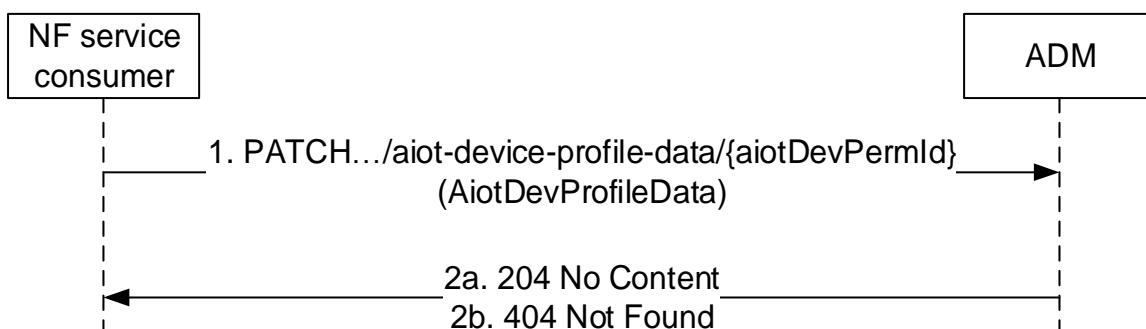 NF service
consumer
ADM
1. PATCH…/aiot-device-profile-data/{aiotDevPermId}
(AiotDevProfileData)
2a. 204 No Content
2b. 404 Not Found